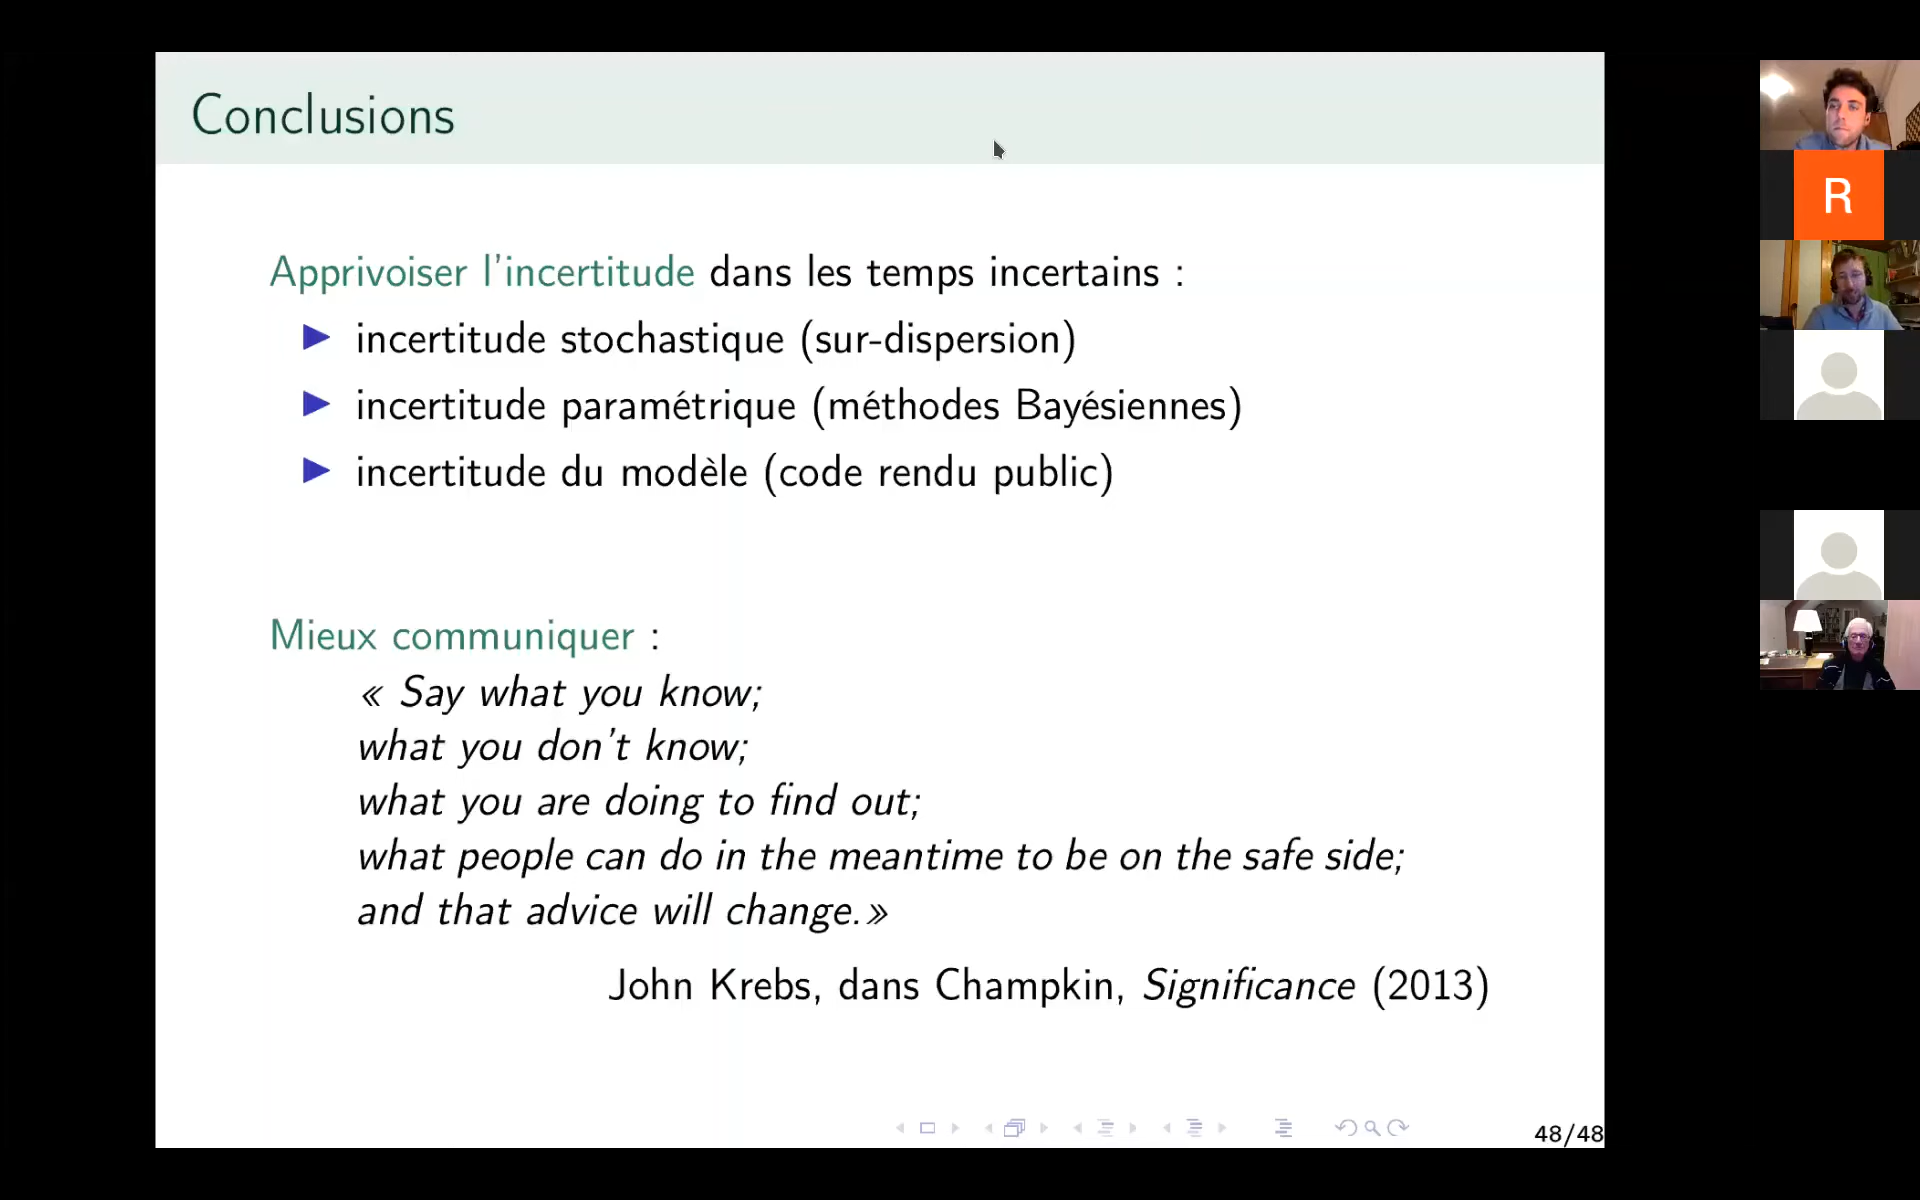 Conclusions
R
Apprivoiser l'incertitude dans les temps incertains :
incertitude stochastique (sur-dispersion)
incertitude paramétrique (méthodes Bayésiennes)
incertitude du modèle (code rendu public)
Mieux communiquer :
« Say what you know;
what you don't know;
what you are doing to find out;
what people can do in the meantime to be on the safe side;
and that advice will change.»
John Krebs, dans Champkin, Significance (2013)
48/48